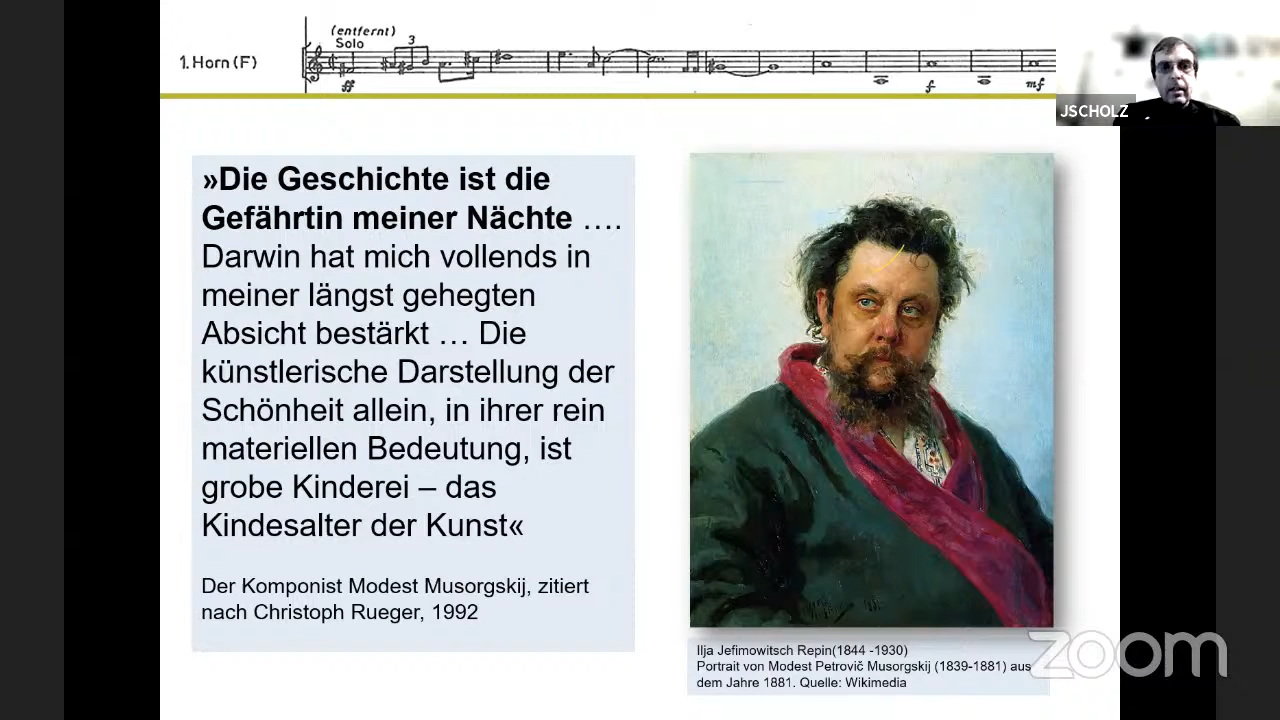 (entfernt)
Solo
3
1. Horn (F)
ff
f
mf
JSCHOLZ
»Die Geschichte ist die
Gefährtin meiner Nächte ….
Darwin hat mich vollends in
meiner längst gehegten
Absicht bestärkt … Die
künstlerische Darstellung der
Schönheit allein, in ihrer rein
materiellen Bedeutung, ist
grobe Kinderei – das
Kindesalter der Kunst«
Der Komponist Modest Musorgskij, zitiert
nach Christoph Rueger, 1992
Ilja Jefimowitsch Repin(1844 -1930)
Portrait von Modest Petrovič Musorgskij (1839-1881) aus
dem Jahre 1881. Quelle: Wikimedia
zoom